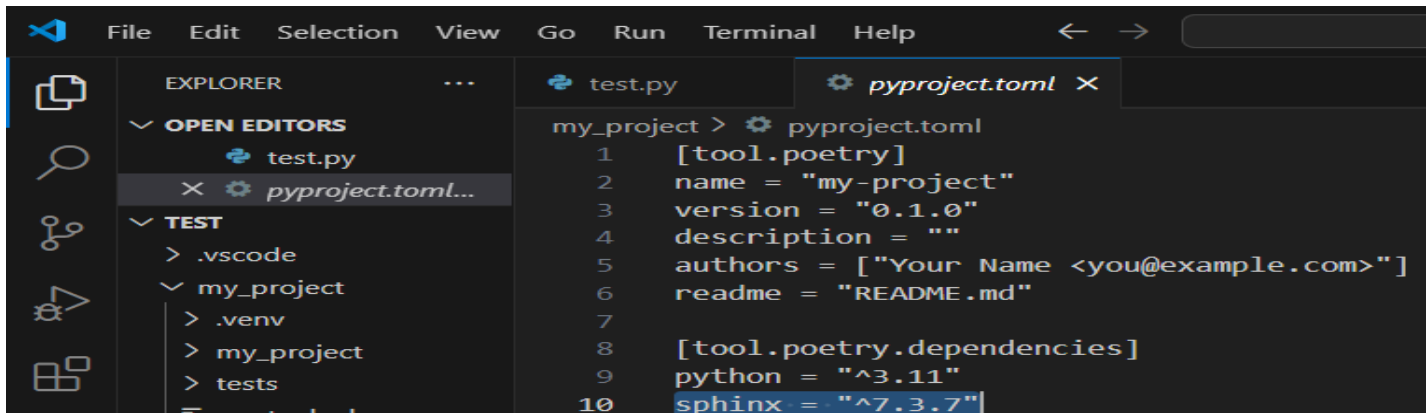 File Edit Selection View Go Run Terminal Help
EXPLORER ...
OPEN EDITORS
test.py
pyproject.toml...
TEST
.vscode
my_project
.venv
my_project
tests
test.py pyproject.toml
my_project > pyproject.toml
1 [tool.poetry]
2 name = "my-project"
3 version = "0.1.0"
4 description = ""
5 authors = ["Your Name <you@example.com>"]
6 readme = "README.md"
7
8 [tool.poetry.dependencies]
9 python = "^3.11"
10 sphinx = "^7.3.7"